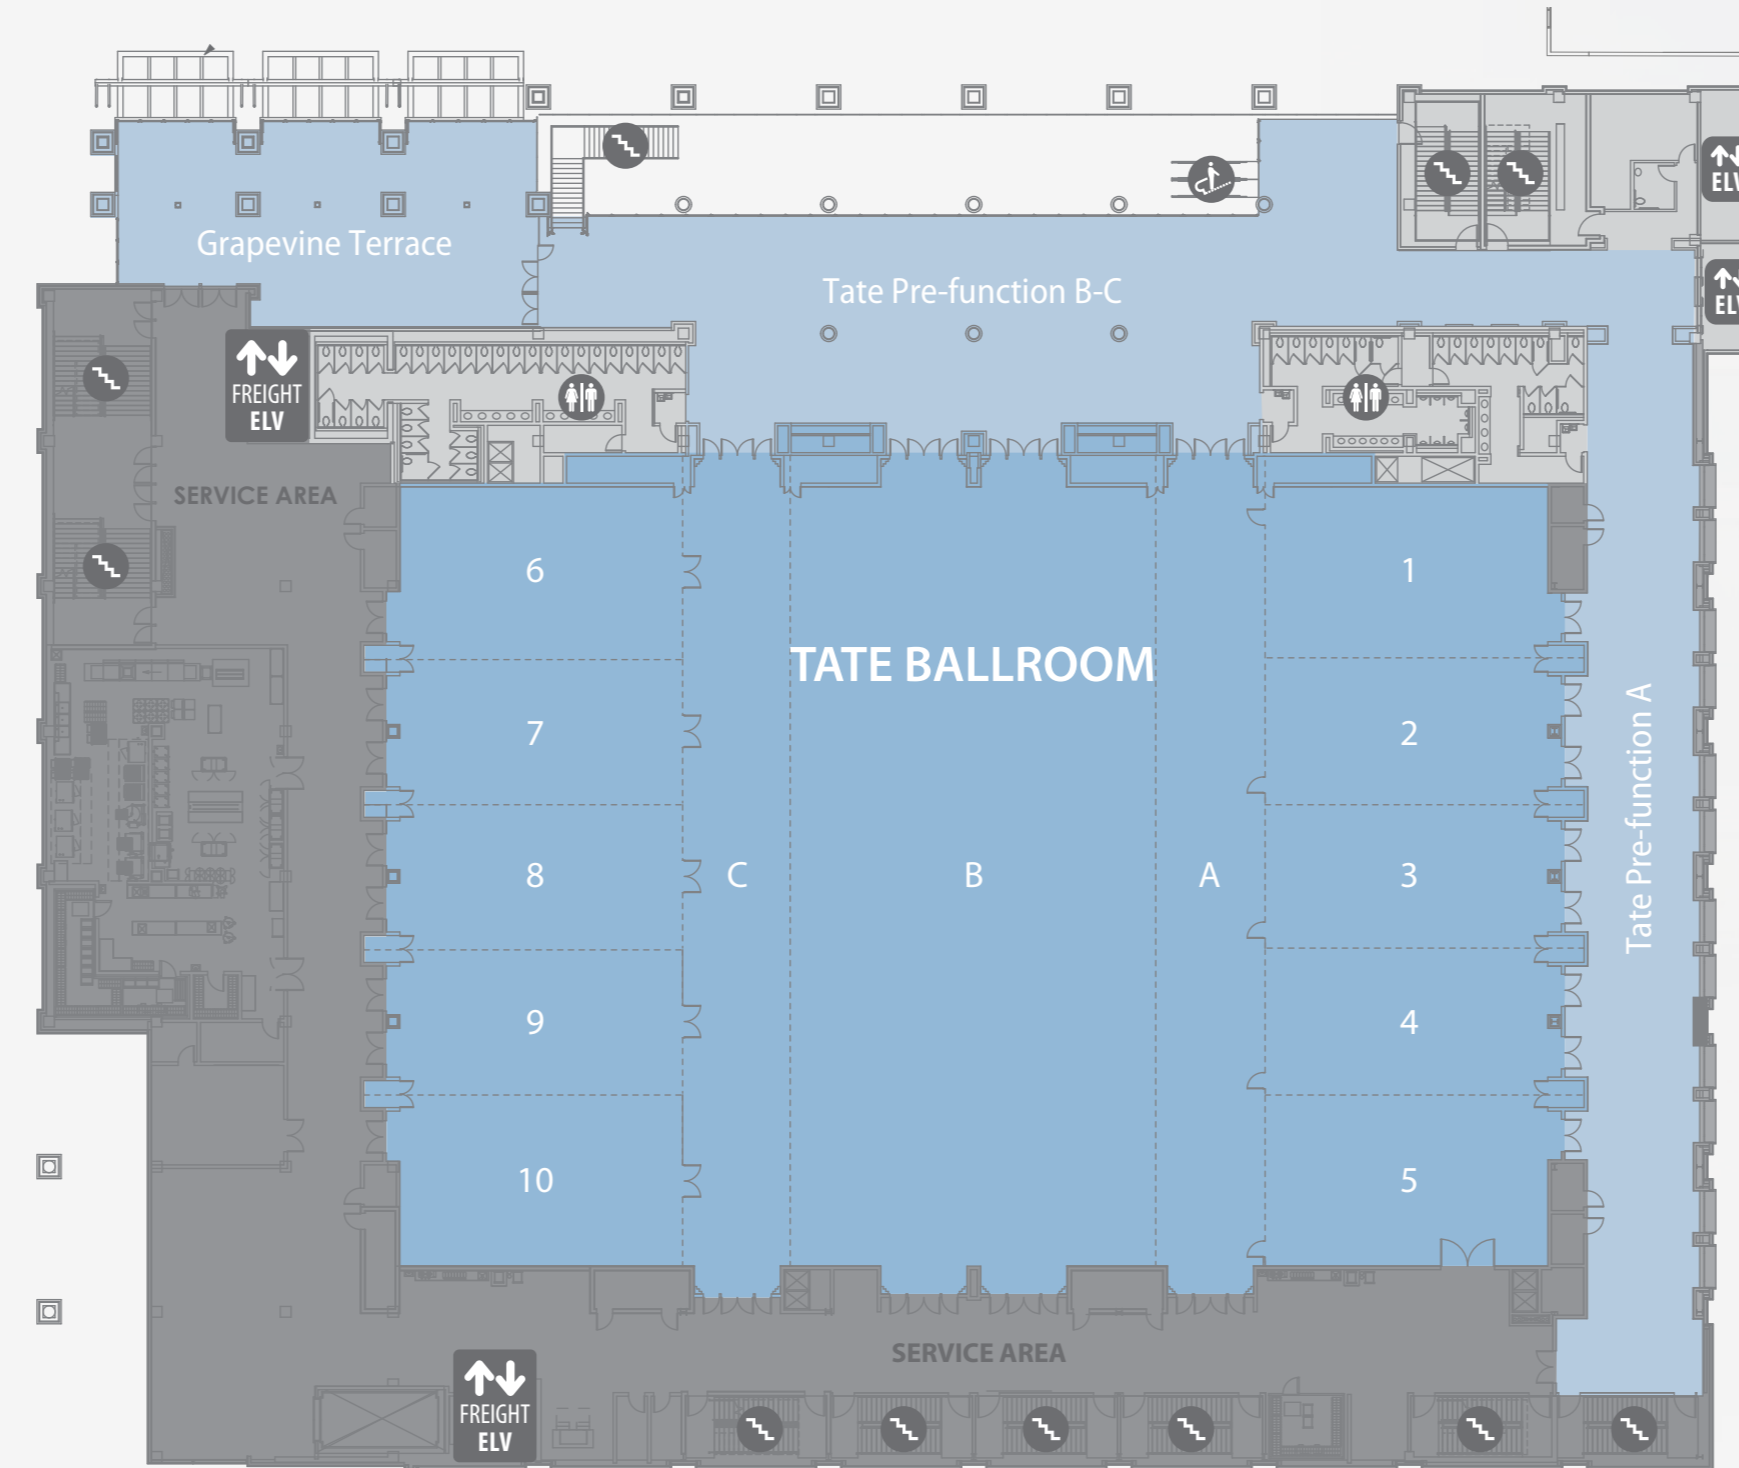 ELV
Grapevine Terrace
Tate Pre-function B-C
ELV
FREIGHT
ELV
SERVICE AREA
6
1
TATE BALLROOM
7
2
Tate Pre-function A
8
C
B
A
3
9
4
10
5
SERVICE AREA
FREIGHT
ELV